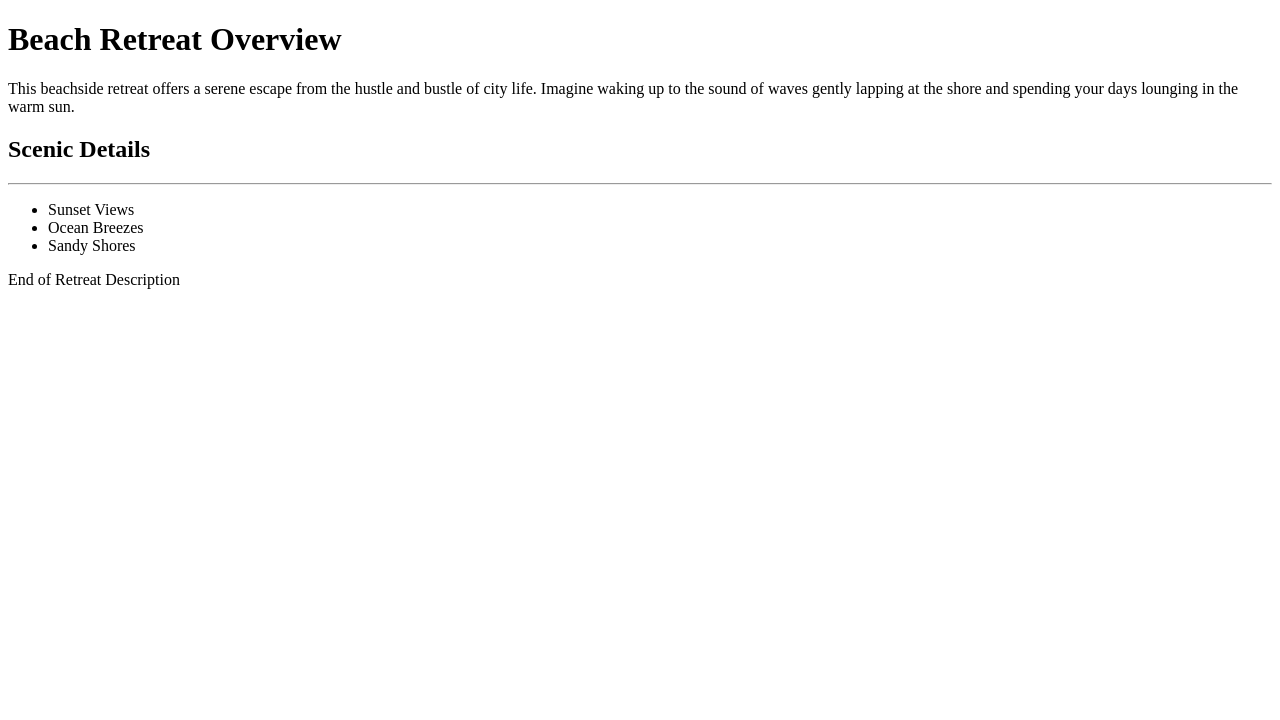 Beach Retreat Overview
This beachside retreat offers a serene escape from the hustle and bustle of city life. Imagine waking up to the sound of waves gently lapping at the shore and spending your days lounging in the
warm sun.
Scenic Details
Sunset Views
Ocean Breezes
Sandy Shores
End of Retreat Description